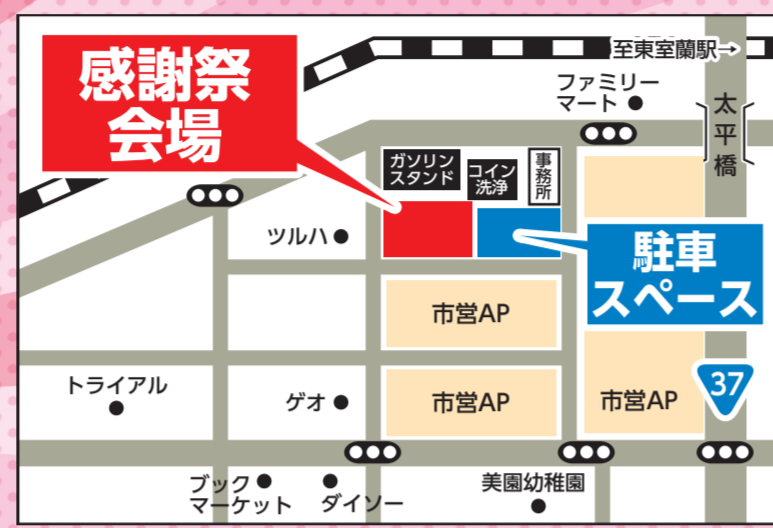 至東室蘭駅→
感謝祭
会場
ファミリー
マート
太平橋
ガソリン
スタンド
コイン
洗浄
事務所
ツルハ
駐車
スペース
市営AP
トライアル
ゲオ
市営AP
市営AP
37
ブック
マーケット
ダイソー
美園幼稚園